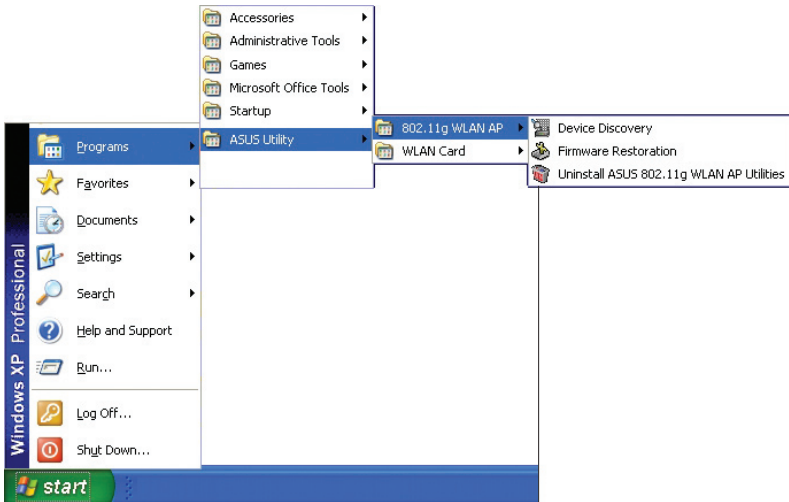 Accessories
Administrative Tools
Games
Microsoft Office Tools
Startup
ASUS Utility
802.11g WLAN AP
WLAN Card
Device Discovery
Firmware Restoration
Uninstall ASUS 802.11g WLAN AP Utilities
Programs
Favorites
Documents
Settings
Search
Help and Support
Run...
Log Off...
Shut Down...
Windows XP Professional
start